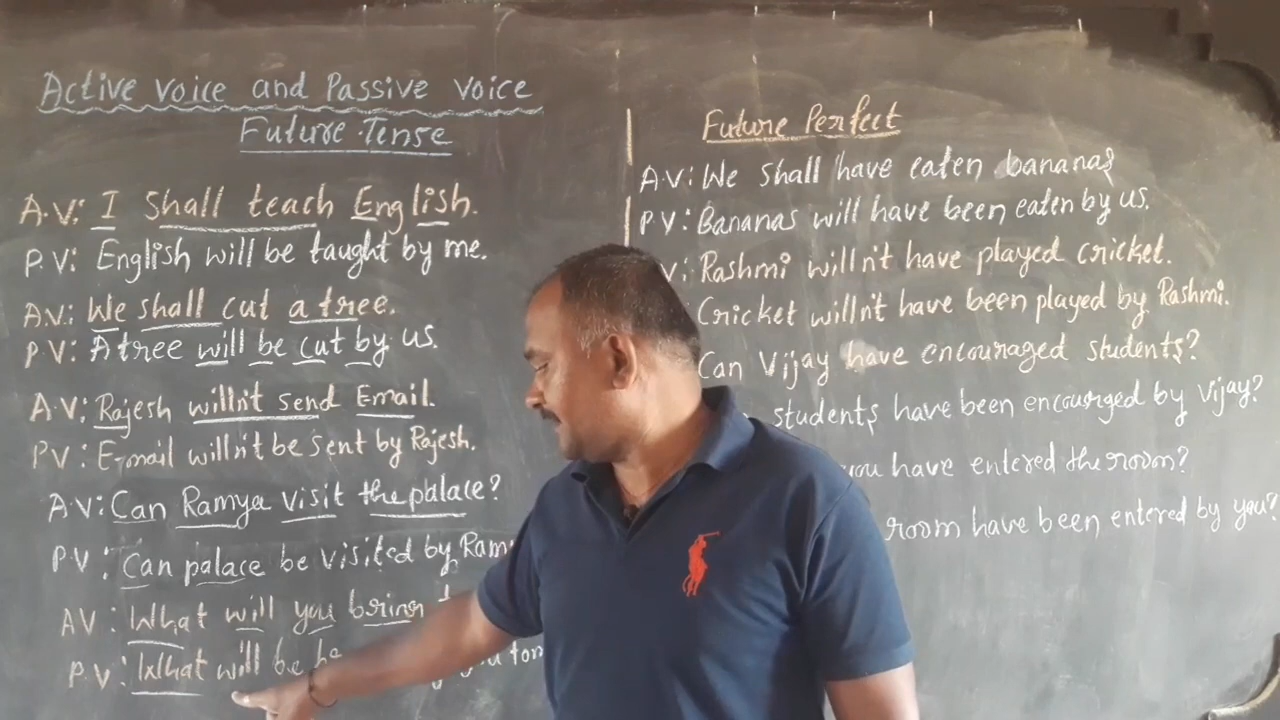 Active voice and Passive voice
Future Tense
A.V: I shall teach English.
P.V: English will be taught by me.
A.V: We shall cut a tree.
P.V: A tree will be cut by us.
A.V: Rajesh willn't send Email.
P.V: E-mail willn't be sent by Rajesh.
A.V: Can Ramya visit the palace?
P.V: Can palace be visited by
AV: What will you bring
P.V: What will be
Future Perfect
A.V: We shall have eaten bananas
P.V: Bananas will have been eaten by us.
V: Rashmi willn't have played cricket.
Cricket willn't have been played by Rashmi.
Can Vijay have encouraged students?
students have been encourged by Vijay?
you have entered the room?
room have been entered by you?